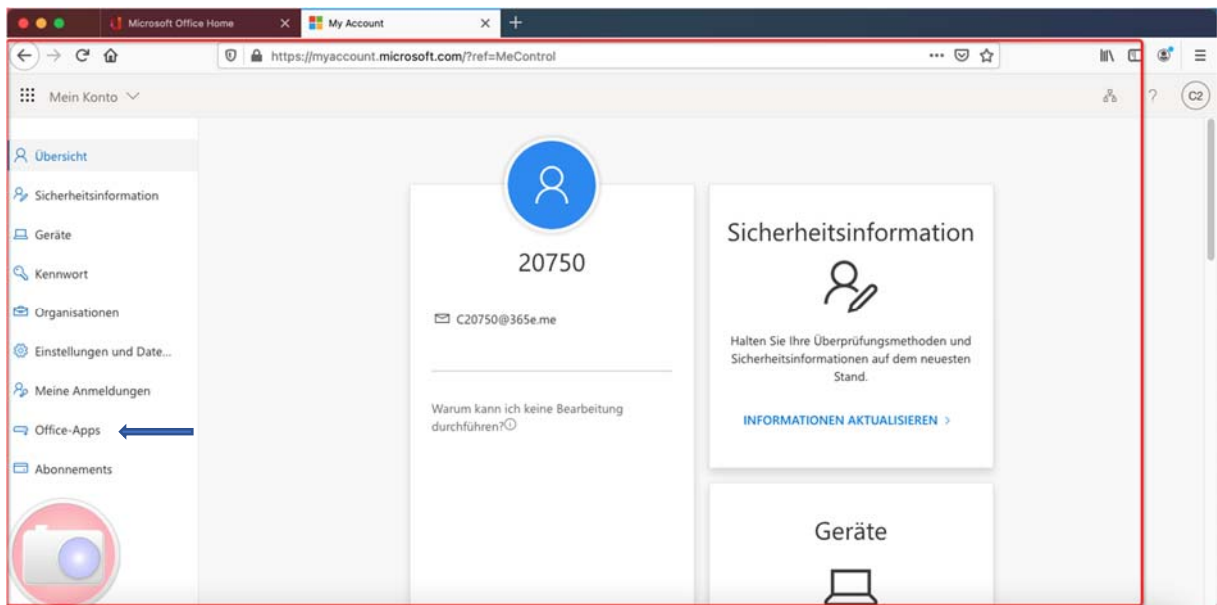 Microsoft Office Home
My Account
https://myaccount.microsoft.com/?ref=MeControl
Mein Konto
?
C2
Übersicht
Sicherheitsinformation
Geräte
Kennwort
Organisationen
Einstellungen und Date...
Meine Anmeldungen
Office-Apps
Abonnements
20750
C20750@365e.me
Warum kann ich keine Bearbeitung
durchführen?
Sicherheitsinformation
Halten Sie Ihre Überprüfungsmethoden und
Sicherheitsinformationen auf dem neuesten
Stand.
INFORMATIONEN AKTUALISIEREN >
Geräte